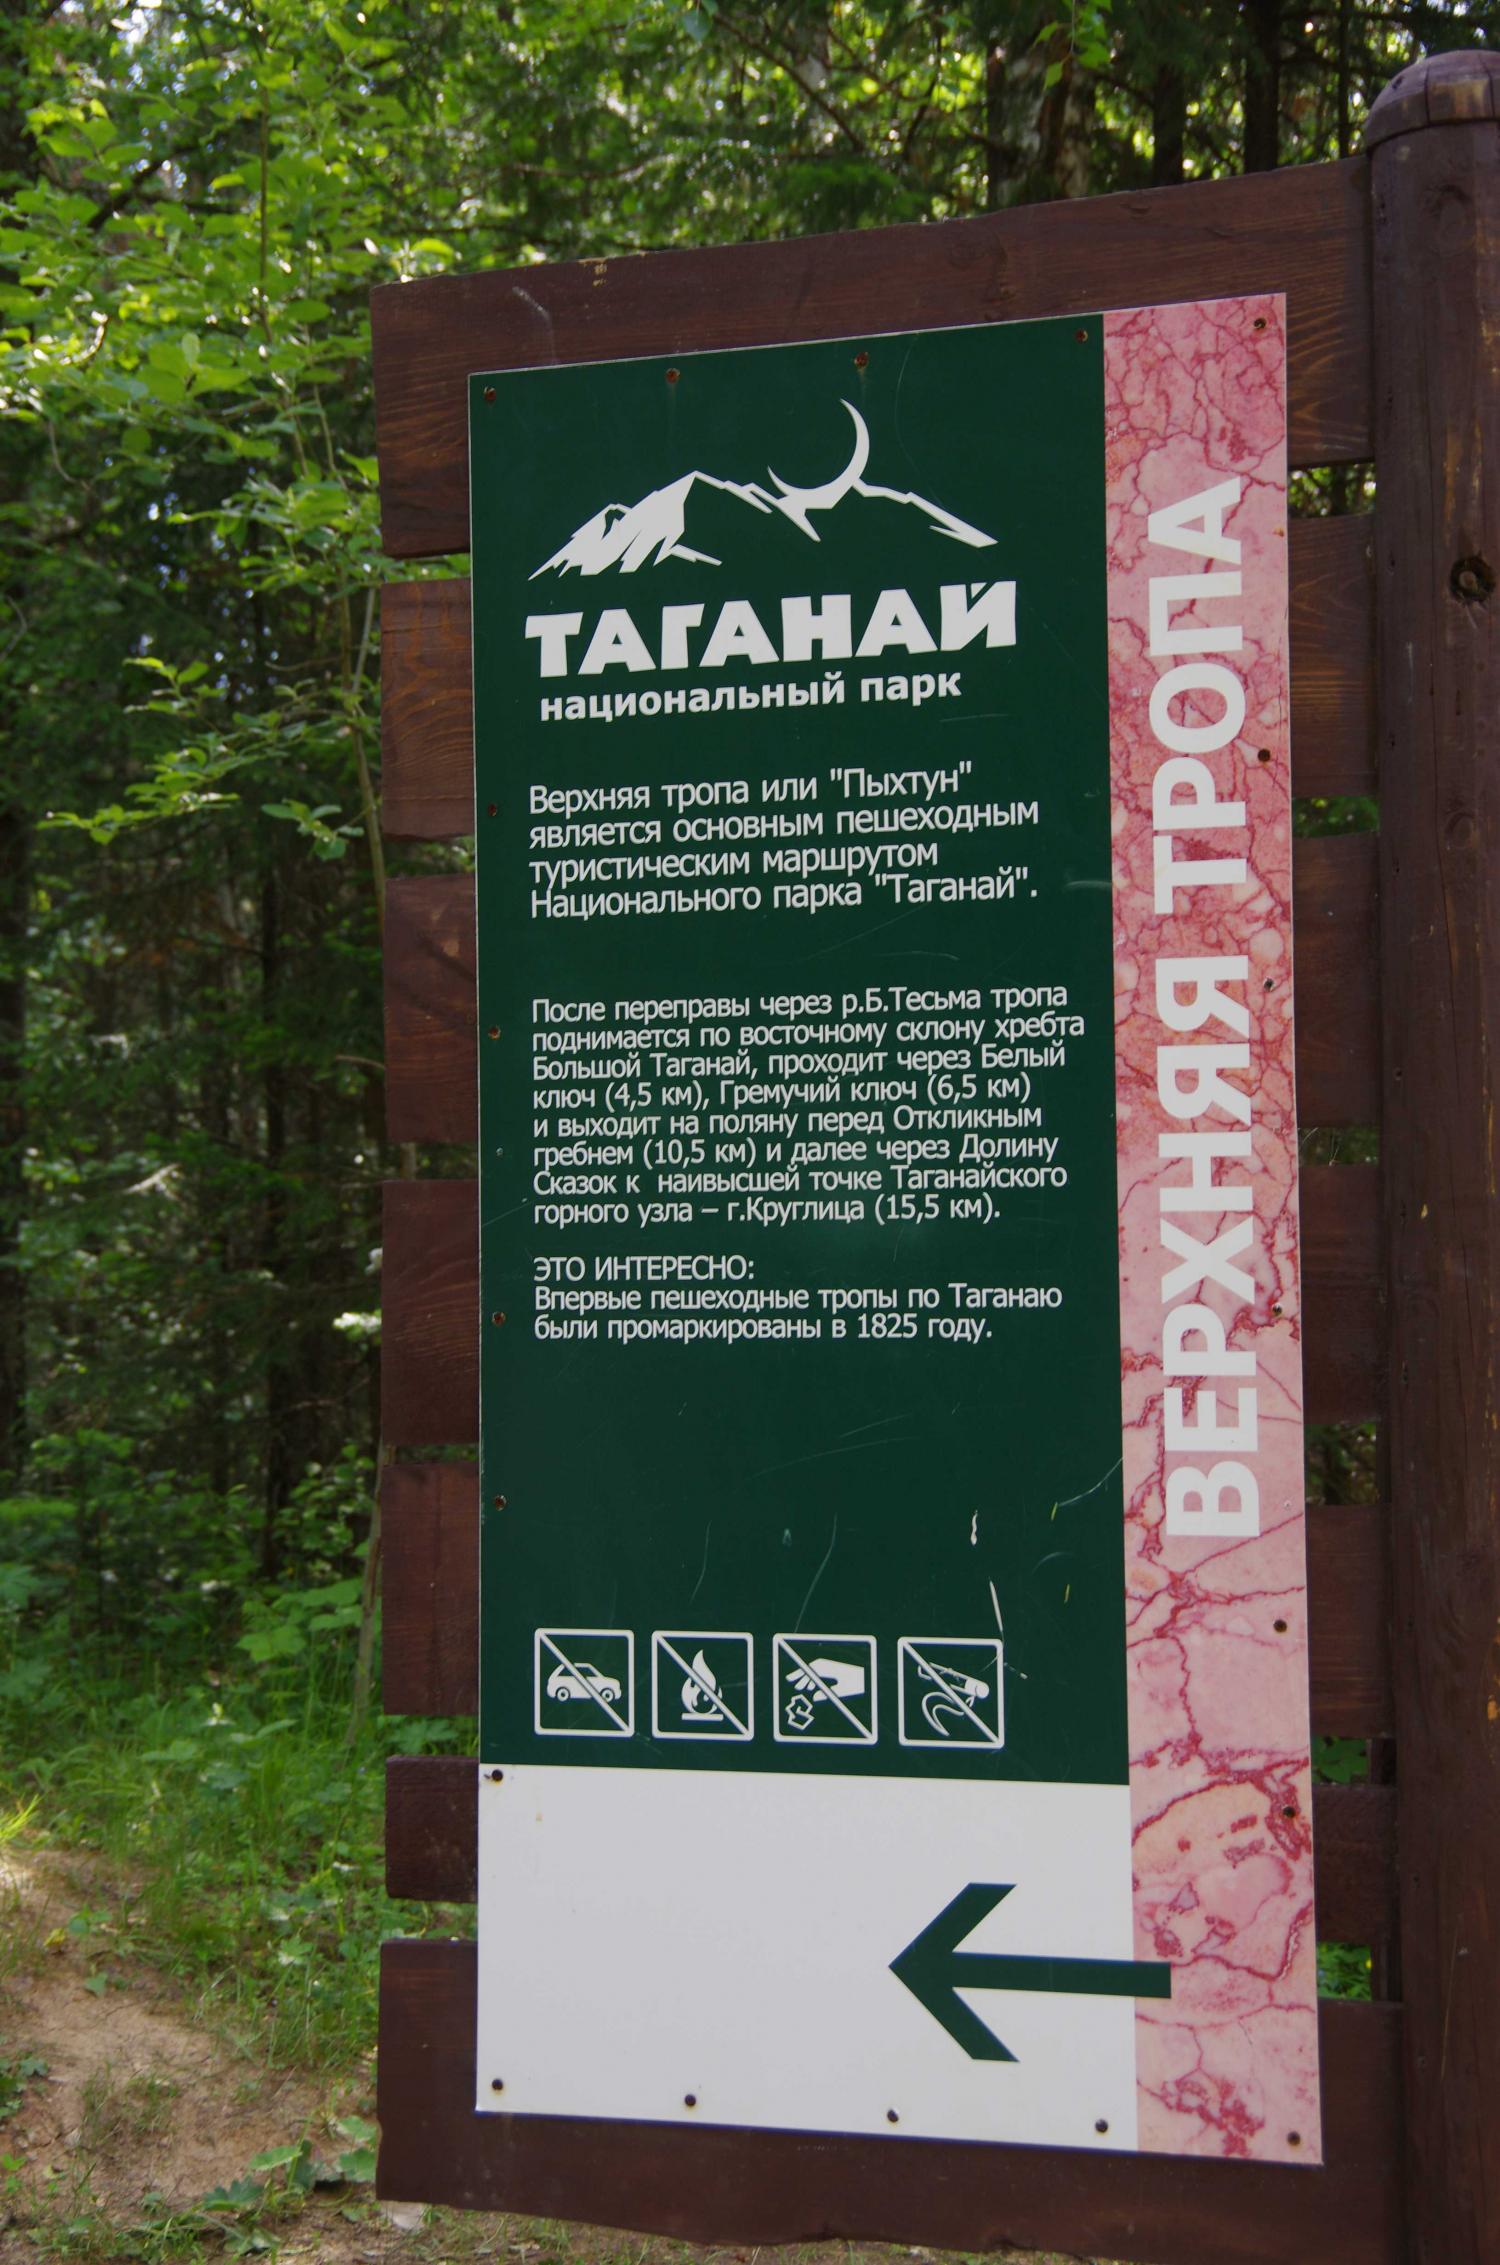 ТАГАНАЙ
национальный парк
Верхняя тропа или "Пыхтун"
является основным пешеходным
туристическим маршрутом
Национального парка "Таганай".
После переправы через р.Б.Тесьма тропа
поднимается по восточному склону хребта
Большой Таганай, проходит через Белый
ключ (4,5 км), Гремучий ключ (6,5 км)
и выходит на поляну перед Откликным
гребнем (10,5 км) и далее через Долину
Сказок к наивысшей точке Таганайского
горного узла – г.Круглица (15,5 км).
ЭТО ИНТЕРЕСНО:
Впервые пешеходные тропы по Таганаю
были промаркированы в 1825 году.
ВЕРХНЯЯ ТРОПА